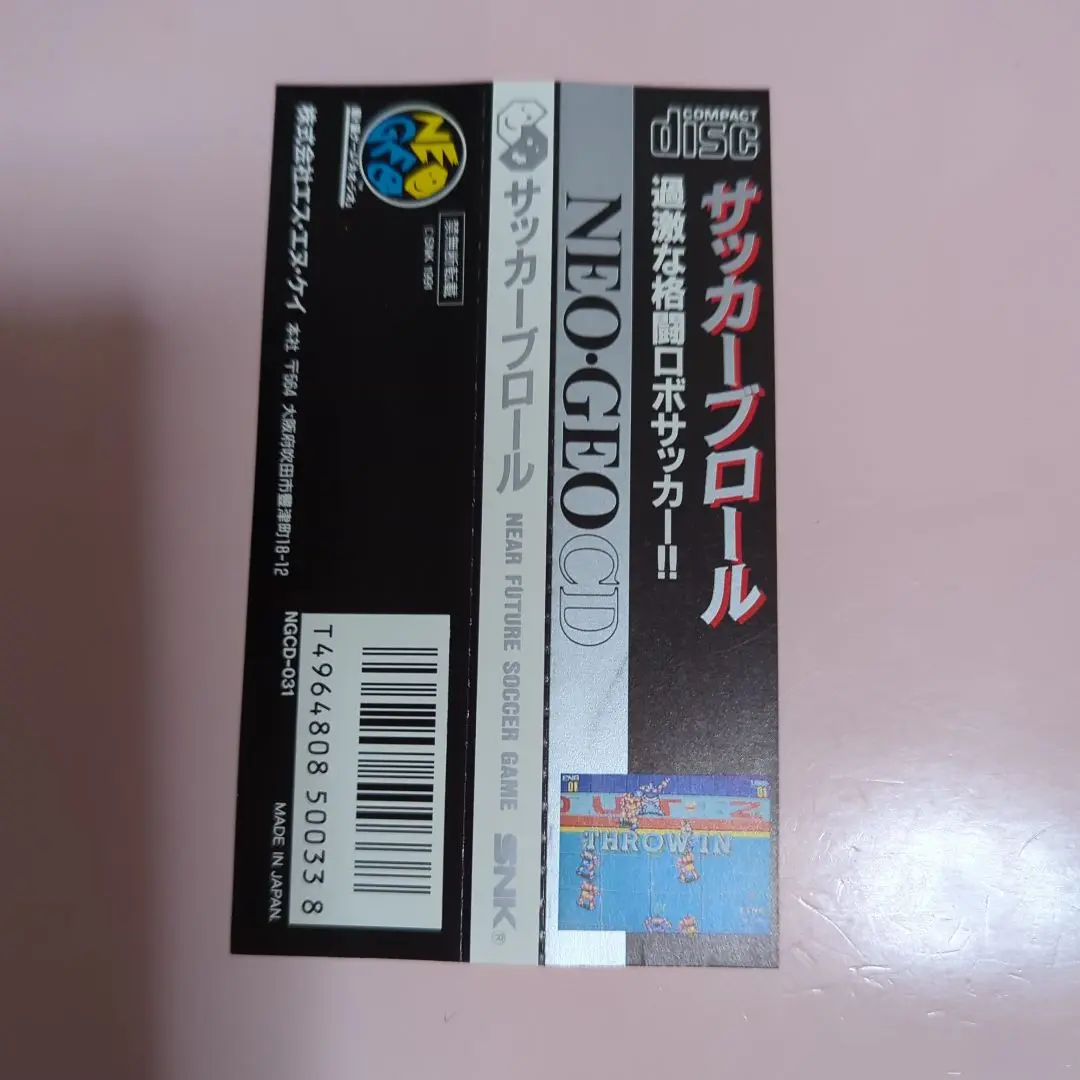 COMPACT
disc
サッカーブロール
過激な格闘ロボサッカー!!
NEO・GEO CD
ENG
01
01
THROW IN
サッカーブロール
NEAR FUTURE SOCCER GAME
SNK®
NEO
GEO
禁無断転載
©SNK 1991
株式会社エス・エヌ・ケイ 本社 〒564 大阪府吹田市豊津町18-12
T4964808 50033 8
NGCD-031
MADE IN JAPAN.